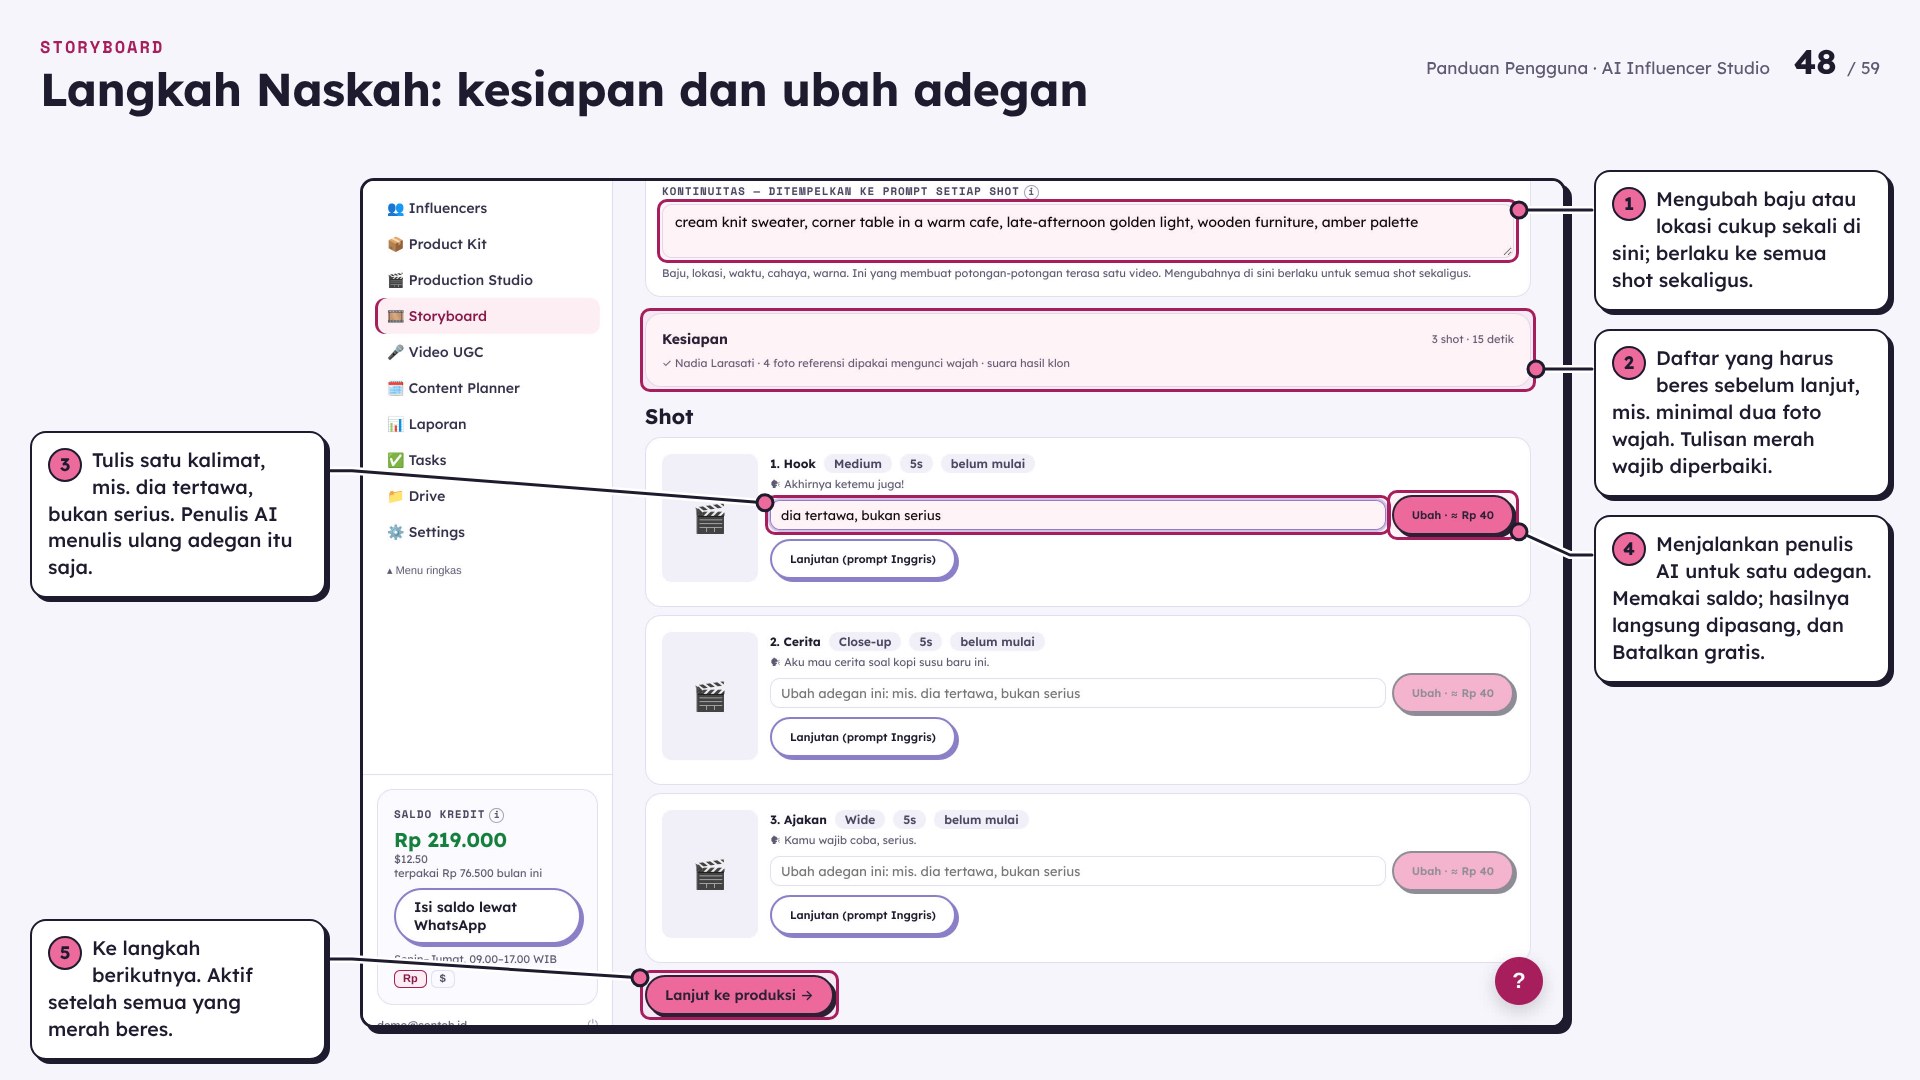 STORYBOARD
Langkah Naskah: kesiapan dan ubah adegan
Panduan Pengguna · AI Influencer Studio 48 / 59
Influencers
Product Kit
Production Studio
Storyboard
Video UGC
Content Planner
Laporan
Tasks
Drive
Settings
▴ Menu ringkas
SALDO KREDIT i
Rp 219.000
$12.50
terpakai Rp 76.500 bulan ini
Isi saldo lewat
WhatsApp
Senin–Jumat, 09.00–17.00 WIB
Rp $
demo@contoh.id
KONTINUITAS — DITEMPELKAN KE PROMPT SETIAP SHOT i
cream knit sweater, corner table in a warm cafe, late-afternoon golden light, wooden furniture, amber palette
Baju, lokasi, waktu, cahaya, warna. Ini yang membuat potongan-potongan terasa satu video. Mengubahnya di sini berlaku untuk semua shot sekaligus.
Kesiapan 3 shot · 15 detik
✓ Nadia Larasati · 4 foto referensi dipakai mengunci wajah · suara hasil klon
Shot
1. Hook Medium 5s belum mulai
Akhirnya ketemu juga!
dia tertawa, bukan serius Ubah · ≈ Rp 40
Lanjutan (prompt Inggris)
2. Cerita Close-up 5s belum mulai
Aku mau cerita soal kopi susu baru ini.
Ubah adegan ini: mis. dia tertawa, bukan serius Ubah · ≈ Rp 40
Lanjutan (prompt Inggris)
3. Ajakan Wide 5s belum mulai
Kamu wajib coba, serius.
Ubah adegan ini: mis. dia tertawa, bukan serius Ubah · ≈ Rp 40
Lanjutan (prompt Inggris)
Lanjut ke produksi →
?
1 Mengubah baju atau
lokasi cukup sekali di
sini; berlaku ke semua
shot sekaligus.
2 Daftar yang harus
beres sebelum lanjut,
mis. minimal dua foto
wajah. Tulisan merah
wajib diperbaiki.
3 Tulis satu kalimat,
mis. dia tertawa,
bukan serius. Penulis AI
menulis ulang adegan itu
saja.
4 Menjalankan penulis
AI untuk satu adegan.
Memakai saldo; hasilnya
langsung dipasang, dan
Batalkan gratis.
5 Ke langkah
berikutnya. Aktif
setelah semua yang
merah beres.